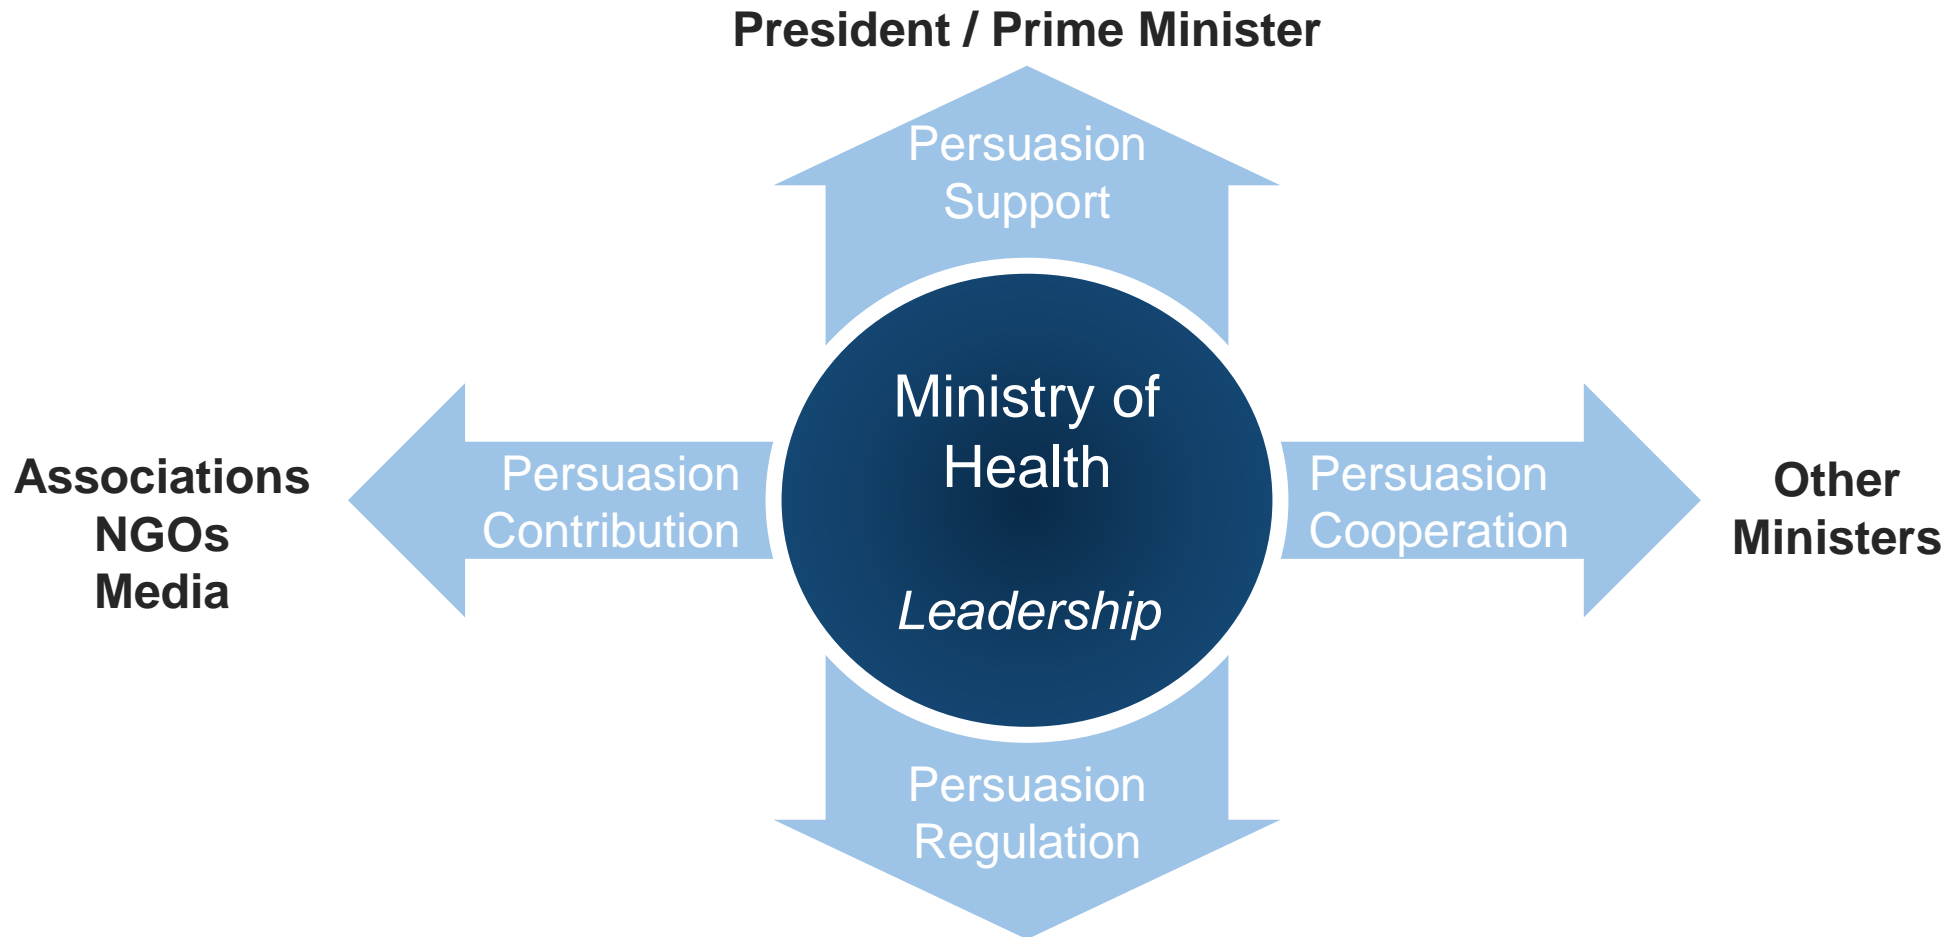 President / Prime Minister
Persuasion
Support
Ministry of
Health
Leadership
Associations
NGOs
Media
Persuasion
Contribution
Persuasion
Cooperation
Other
Ministers
Persuasion
Regulation